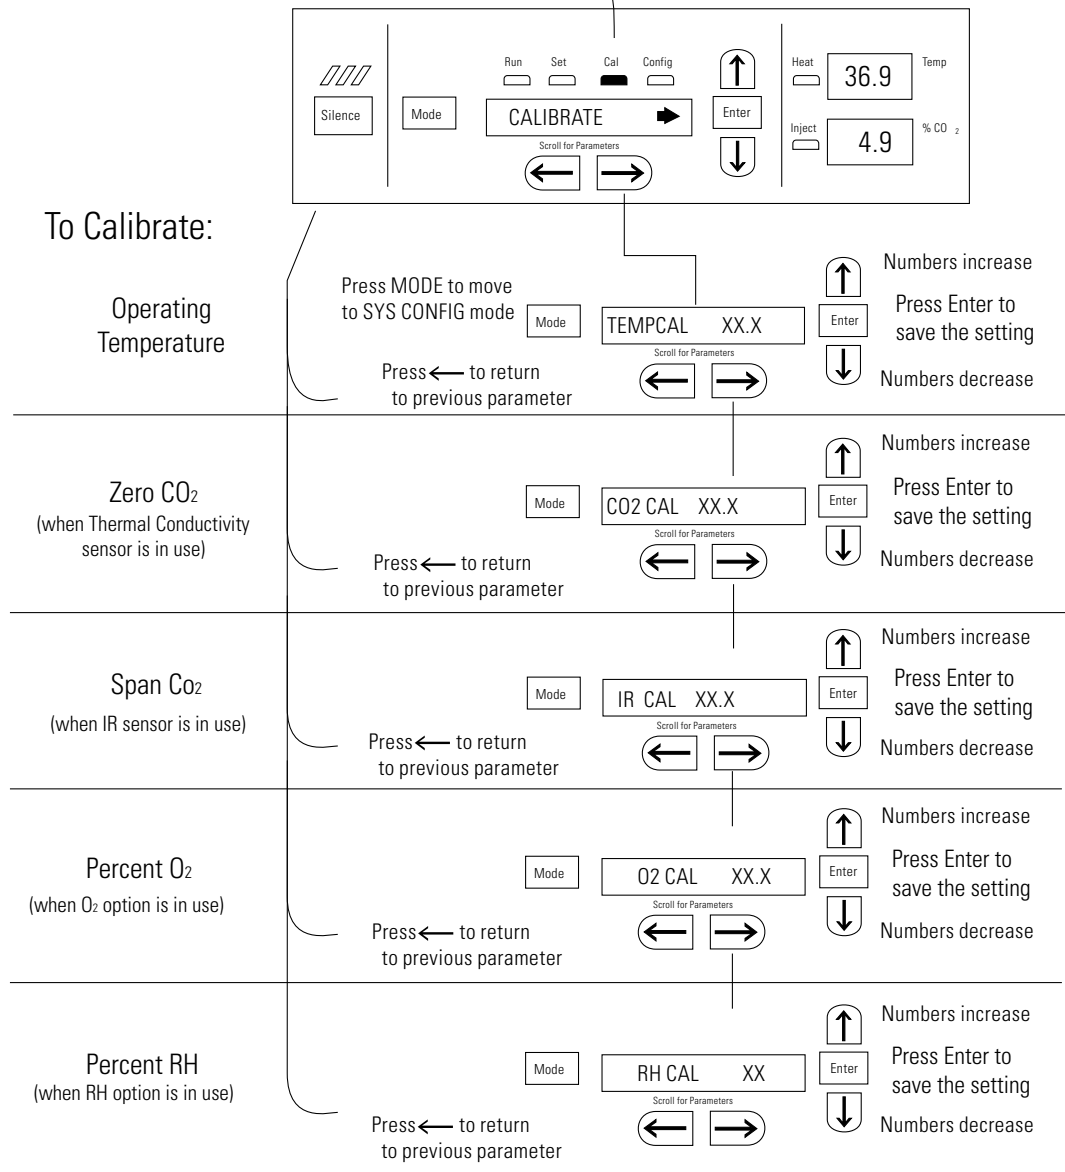 Run Set Cal Config
Heat 36.9 Temp
Silence Mode CALIBRATE Enter
Inject 4.9 % CO 2
Scroll for Parameters
To Calibrate:
Operating
Temperature
Press MODE to move
to SYS CONFIG mode
Mode
TEMPCAL XX.X
Scroll for Parameters
Press to return
to previous parameter
Numbers increase
Enter
Press Enter to
save the setting
Numbers decrease
Zero CO2
(when Thermal Conductivity
sensor is in use)
Mode
CO2 CAL XX.X
Scroll for Parameters
Press to return
to previous parameter
Numbers increase
Enter
Press Enter to
save the setting
Numbers decrease
Span Co2
(when IR sensor is in use)
Mode
IR CAL XX.X
Scroll for Parameters
Press to return
to previous parameter
Numbers increase
Enter
Press Enter to
save the setting
Numbers decrease
Percent O2
(when O2 option is in use)
Mode
O2 CAL XX.X
Scroll for Parameters
Press to return
to previous parameter
Numbers increase
Enter
Press Enter to
save the setting
Numbers decrease
Percent RH
(when RH option is in use)
Mode
RH CAL XX
Scroll for Parameters
Press to return
to previous parameter
Numbers increase
Enter
Press Enter to
save the setting
Numbers decrease